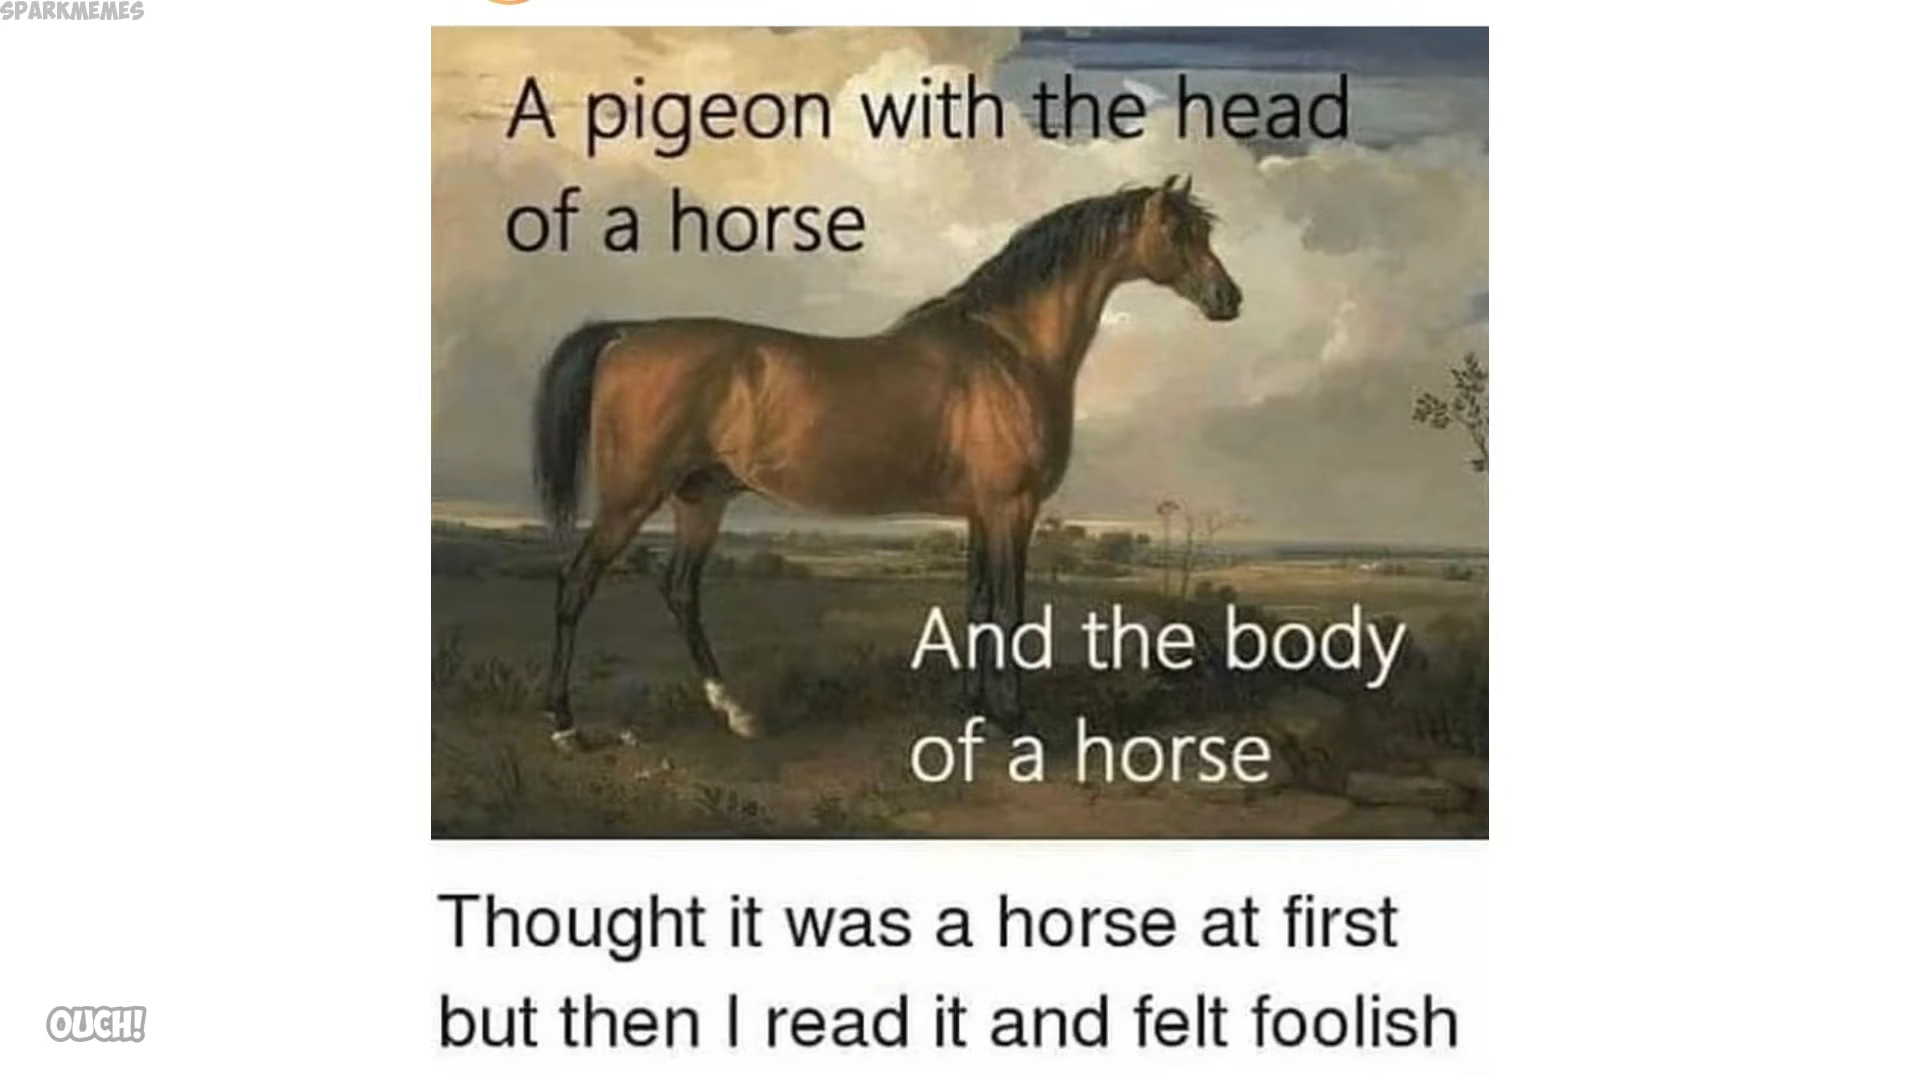 SPARKMEMES
A pigeon with the head
of a horse
And the body
of a horse
Thought it was a horse at first
but then I read it and felt foolish
OUCH!